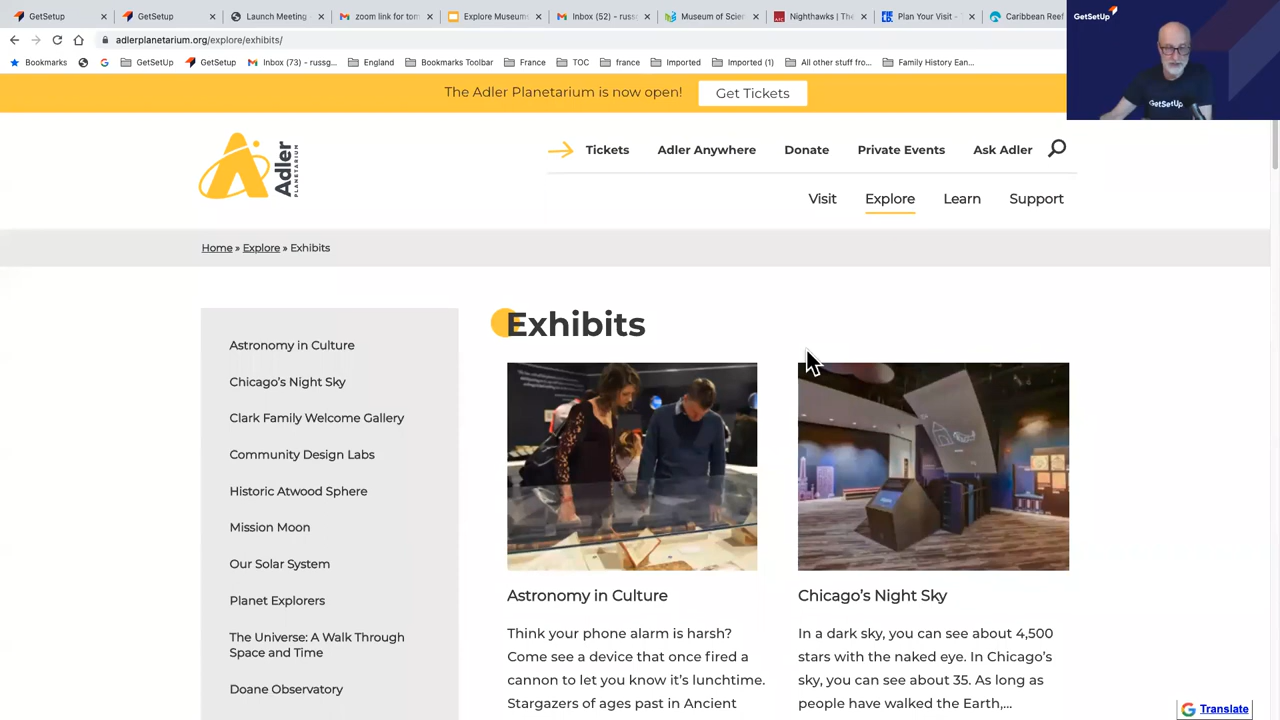 GetSetUp
GetSetUp
Launch Meeting
zoom link for tom
Explore Museums
Inbox (52) - russg
Museum of Scien
Nighthawks | The
Plan Your Visit - T
Caribbean Reef
GetSetUp
adlerplanetarium.org/explore/exhibits/
Bookmarks
GetSetUp
GetSetup
Inbox (73) - russg...
England
Bookmarks Toolbar
France
TOC
france
Imported
Imported (1)
All other stuff fro...
Family History Ean...
The Adler Planetarium is now open!
Get Tickets
GetSetUp
Adler
PLANETARIUM
Tickets
Adler Anywhere
Donate
Private Events
Ask Adler
Visit
Explore
Learn
Support
Home » Explore » Exhibits
Exhibits
Astronomy in Culture
Chicago's Night Sky
Clark Family Welcome Gallery
Community Design Labs
Historic Atwood Sphere
Mission Moon
Our Solar System
Planet Explorers
The Universe: A Walk Through
Space and Time
Doane Observatory
Astronomy in Culture
Think your phone alarm is harsh?
Come see a device that once fired a
cannon to let you know it's lunchtime.
Stargazers of ages past in Ancient
Chicago's Night Sky
In a dark sky, you can see about 4,500
stars with the naked eye. In Chicago's
sky, you can see about 35. As long as
people have walked the Earth,...
Translate